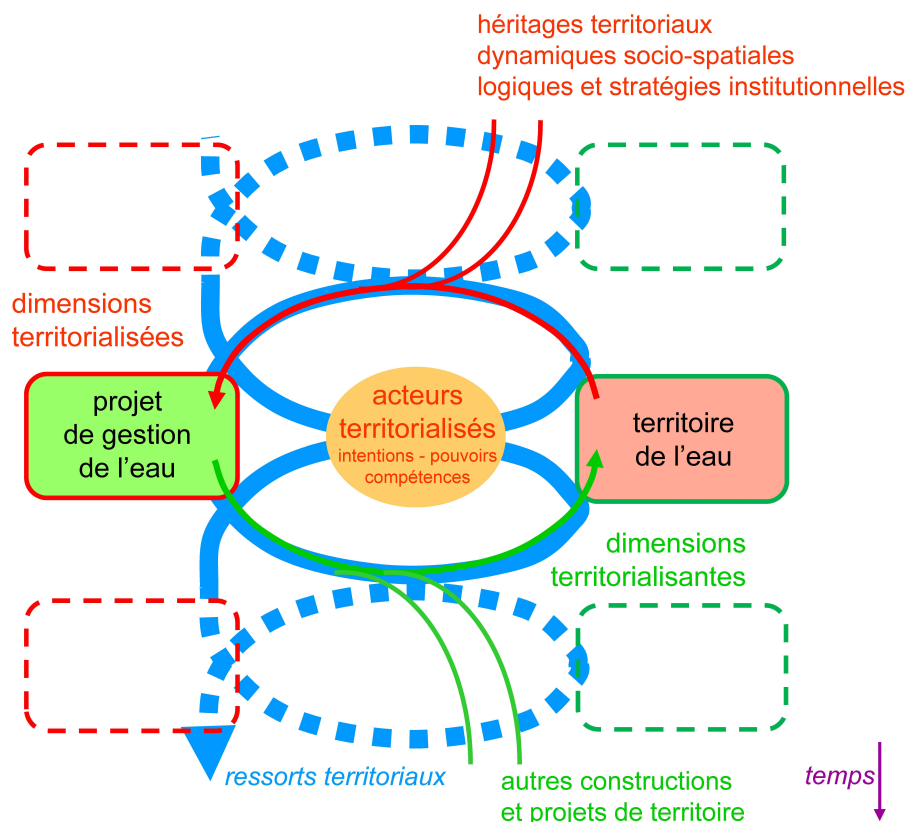 héritages territoriaux
dynamiques socio-spatiales
logiques et stratégies institutionnelles
dimensions
territorialisées
projet
de gestion
de l’eau
acteurs
territorialisés
intentions - pouvoirs
compétences
territoire
de l’eau
dimensions
territorialisantes
ressorts territoriaux
autres constructions
et projets de territoire
temps